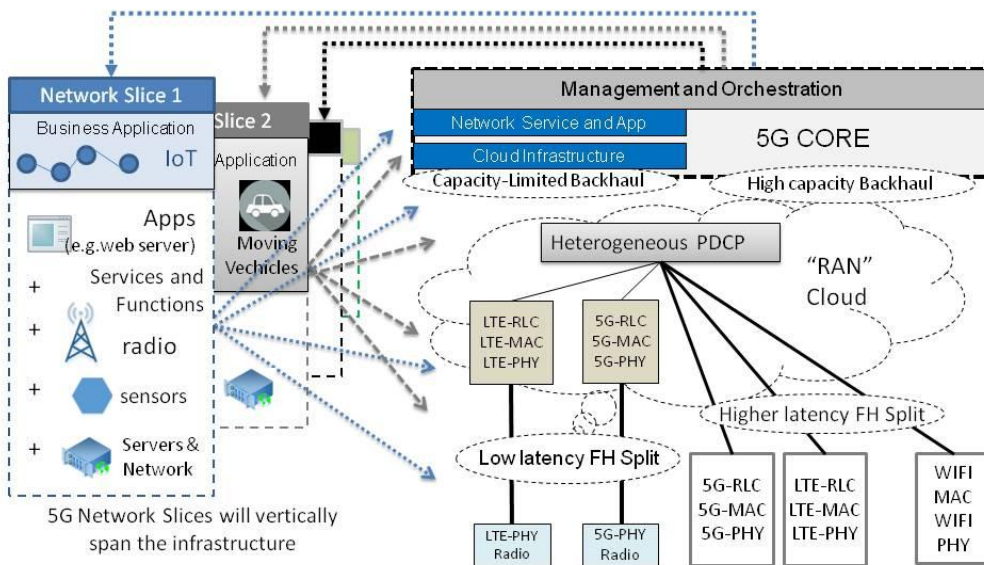 Network Slice 1
Business Application
IoT
Apps
(e.g.web server)
+
Services and
Functions
+
radio
+
sensors
+
Servers &
Network
5G Network Slices will vertically
span the infrastructure
Slice 2
Application
Moving
Vechicles
Management and Orchestration
Network Service and App
Cloud Infrastructure
5G CORE
Capacity-Limited Backhaul
High capacity Backhaul
Heterogeneous PDCP
“RAN”
Cloud
LTE-RLC
LTE-MAC
LTE-PHY
5G-RLC
5G-MAC
5G-PHY
Higher latency FH Split
Low latency FH Split
5G-RLC
5G-MAC
5G-PHY
LTE-RLC
LTE-MAC
LTE-PHY
WIFI
MAC
WIFI
PHY
LTE-PHY
Radio
5G-PHY
Radio